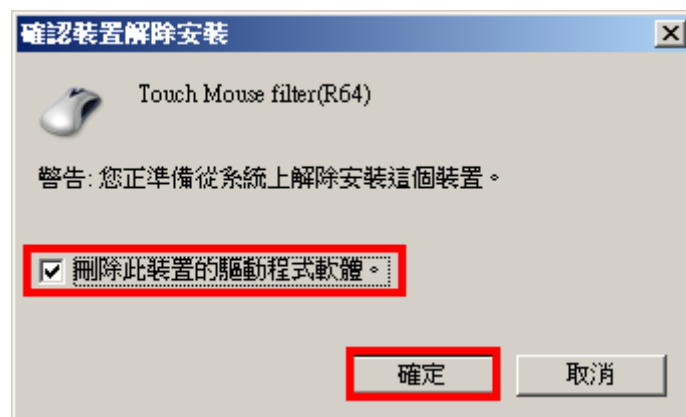 確認裝置解除安裝
Touch Mouse filter(R64)
警告: 您正準備從系統上解除安裝這個裝置。
刪除此裝置的驅動程式軟體。
確定
取消